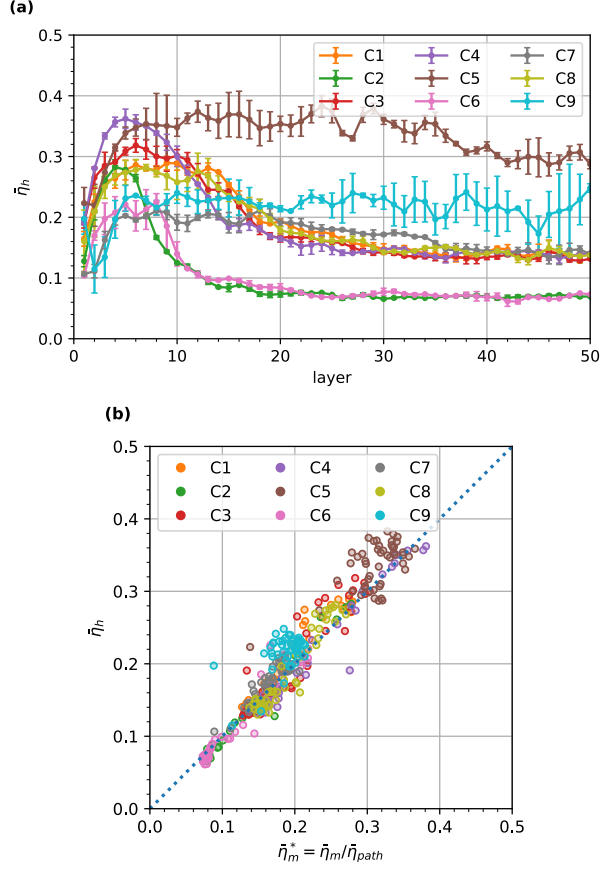 (a)
0.5
0.4
0.3
0.2
0.1
0.0
η̄h
C1 C4 C7
C2 C5 C8
C3 C6 C9
0 10 20 30 40 50
layer
(b)
0.5
0.4
0.3
0.2
0.1
0.0
η̄h
C1 C4 C7
C2 C5 C8
C3 C6 C9
0.0 0.1 0.2 0.3 0.4 0.5
η̄*m = η̄m/η̄path